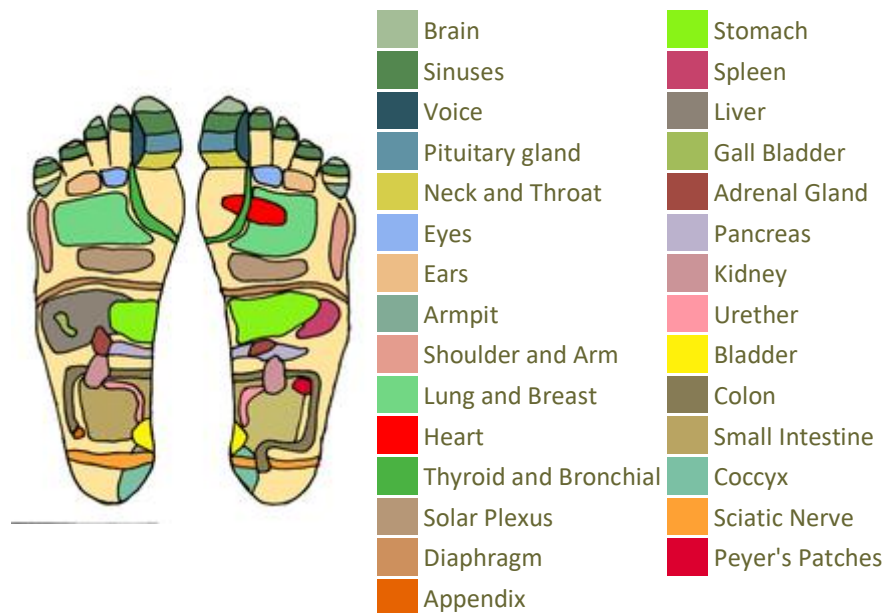 Brain
Sinuses
Voice
Pituitary gland
Neck and Throat
Eyes
Ears
Armpit
Shoulder and Arm
Lung and Breast
Heart
Thyroid and Bronchial
Solar Plexus
Diaphragm
Appendix
Stomach
Spleen
Liver
Gall Bladder
Adrenal Gland
Pancreas
Kidney
Urether
Bladder
Colon
Small Intestine
Coccyx
Sciatic Nerve
Peyer's Patches